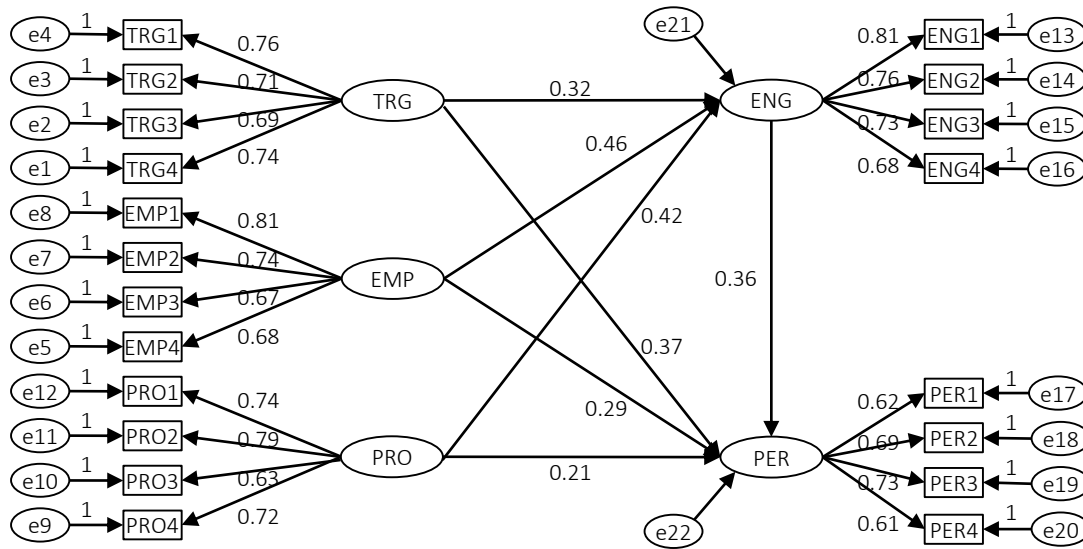 e4 1 TRG1 0.76
e3 1 TRG2 0.71
e2 1 TRG3 0.69
e1 1 TRG4 0.74
TRG
e8 1 EMP1 0.81
e7 1 EMP2 0.74
e6 1 EMP3 0.67
e5 1 EMP4 0.68
EMP
e12 1 PRO1 0.74
e11 1 PRO2 0.79
e10 1 PRO3 0.63
e9 1 PRO4 0.72
PRO
0.32
0.46
0.42
0.37
0.29
0.21
0.36
e21
ENG
0.81 ENG1 1 e13
0.76 ENG2 1 e14
0.73 ENG3 1 e15
0.68 ENG4 1 e16
PER
e22
0.62 PER1 1 e17
0.69 PER2 1 e18
0.73 PER3 1 e19
0.61 PER4 1 e20